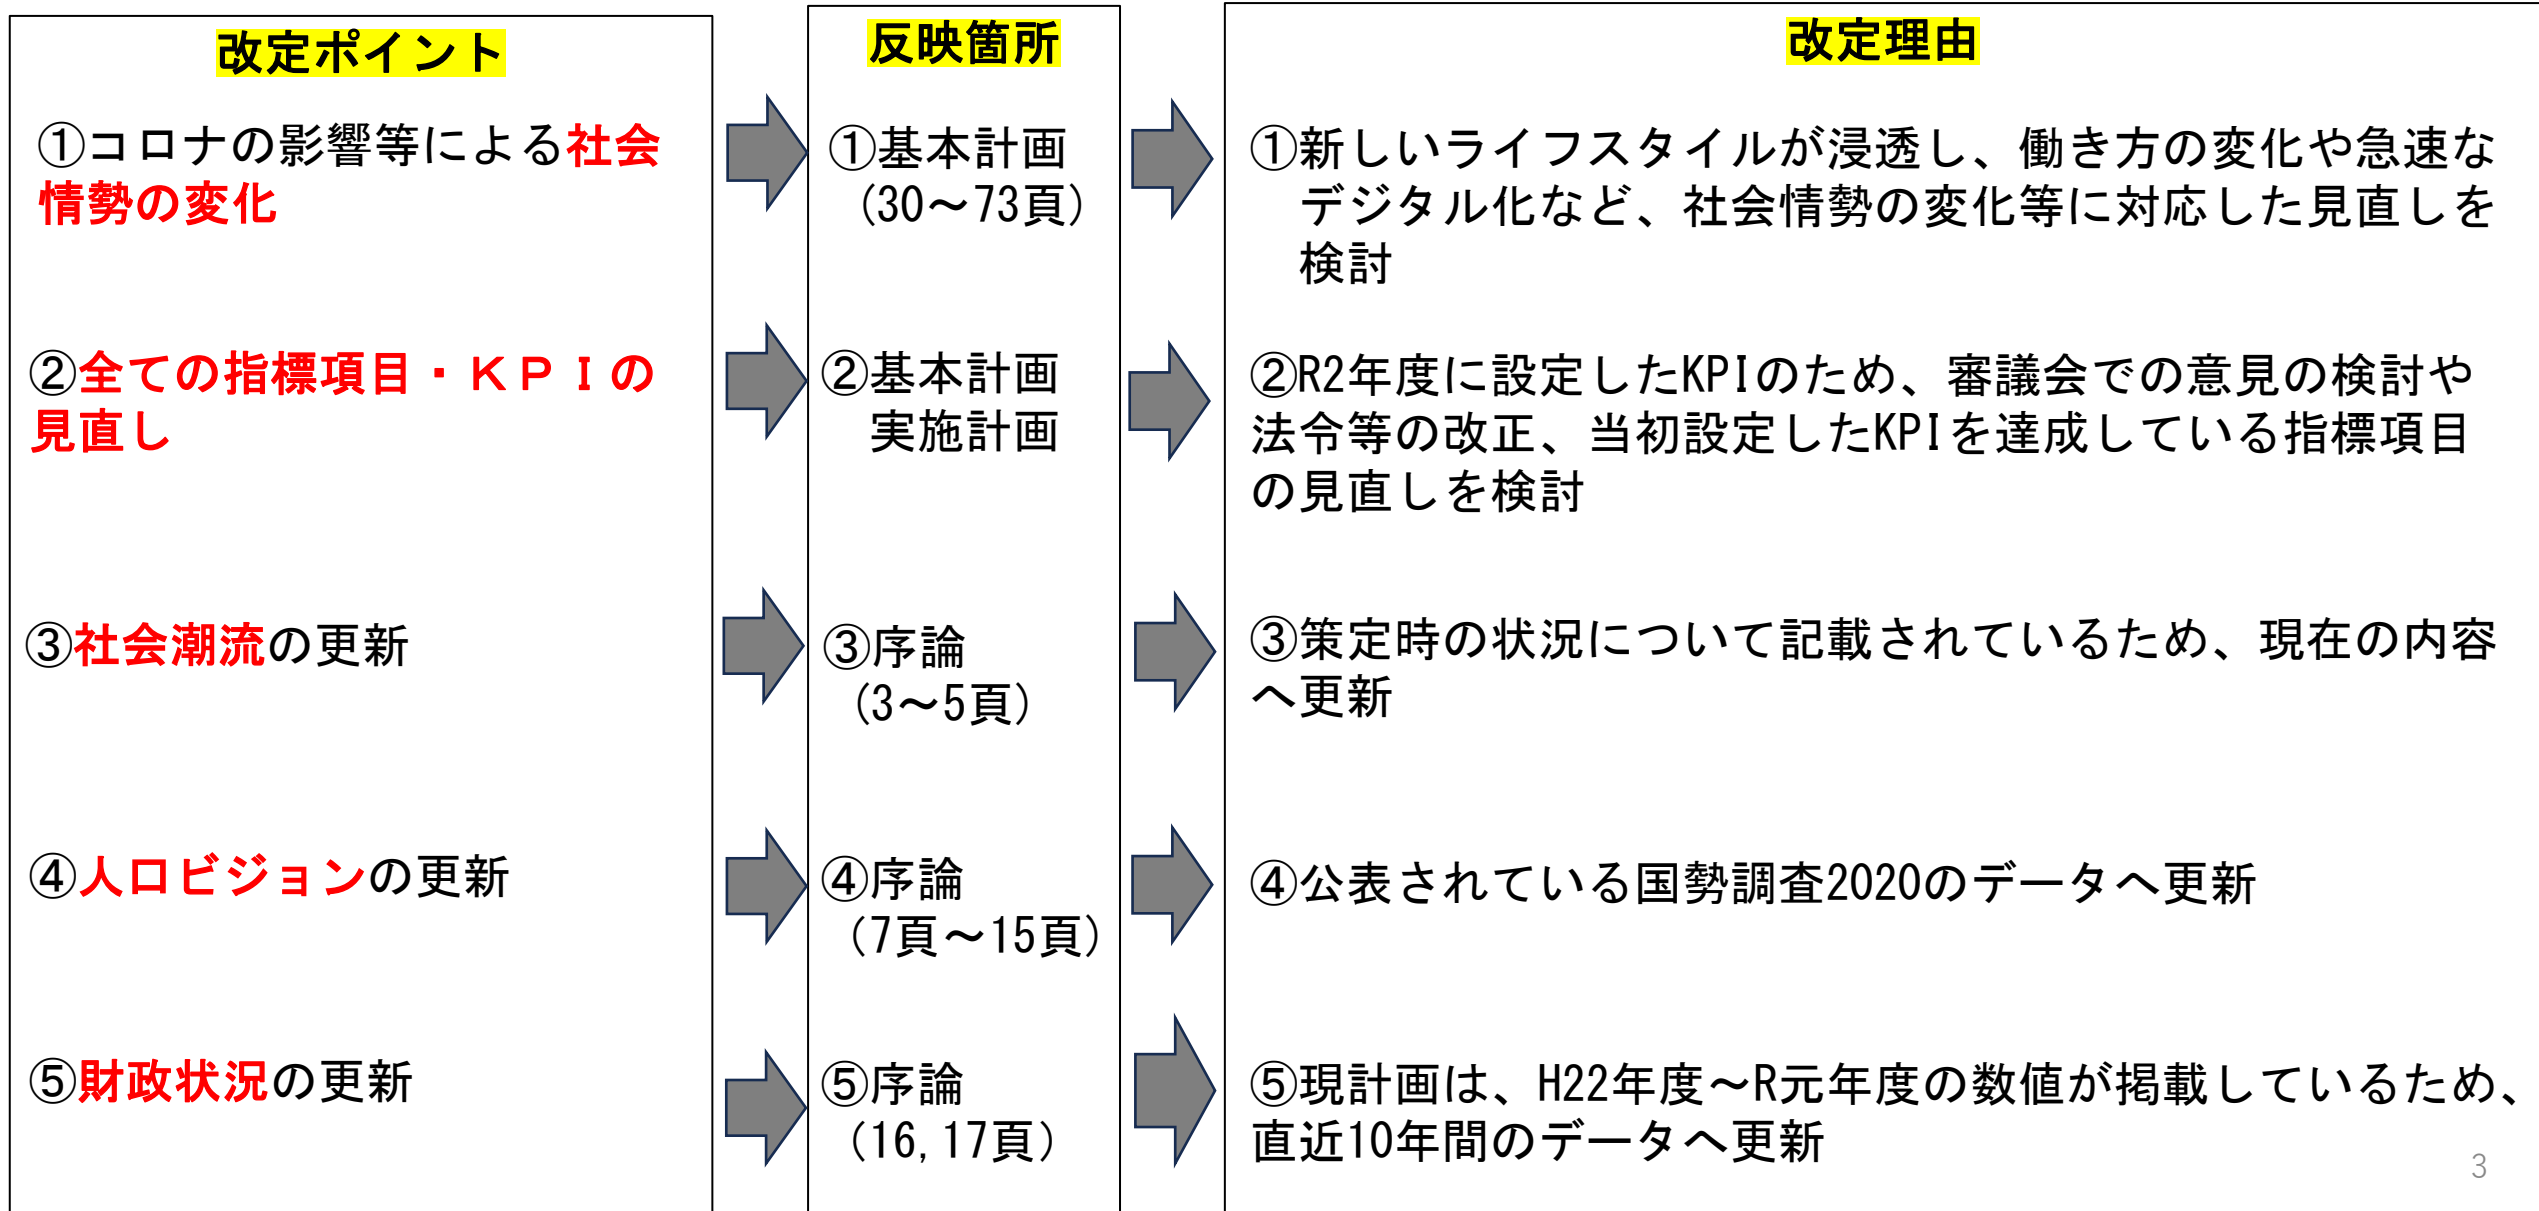 改定ポイント
①コロナの影響等による社会
情勢の変化
②全ての指標項目・ＫＰＩの
見直し
③社会潮流の更新
④人口ビジョンの更新
⑤財政状況の更新
反映箇所
①基本計画
（30～73頁）
②基本計画
実施計画
③序論
（3～5頁）
④序論
（7頁～15頁）
⑤序論
（16,17頁）
改定理由
①新しいライフスタイルが浸透し、働き方の変化や急速な
デジタル化など、社会情勢の変化等に対応した見直しを
検討
②R2年度に設定したKPIのため、審議会での意見の検討や
法令等の改正、当初設定したKPIを達成している指標項目
の見直しを検討
③策定時の状況について記載されているため、現在の内容
へ更新
④公表されている国勢調査2020のデータへ更新
⑤現計画は、H22年度～R元年度の数値が掲載しているため、
直近10年間のデータへ更新
3